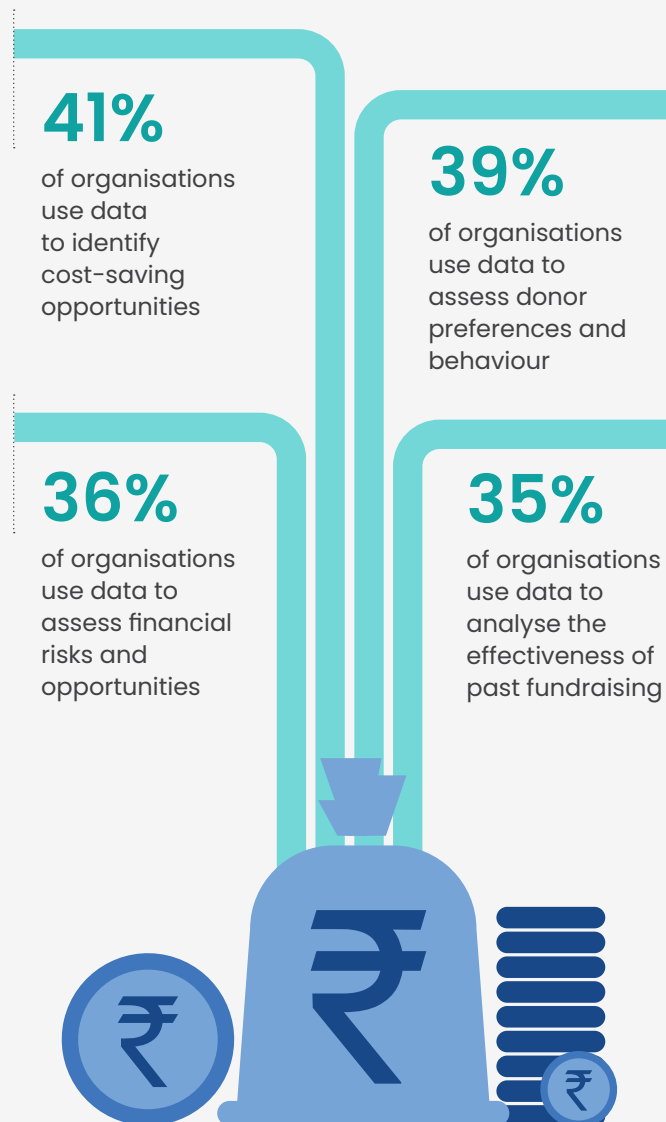 41%
of organisations
use data
to identify
cost-saving
opportunities
39%
of organisations
use data to
assess donor
preferences and
behaviour
36%
of organisations
use data to
assess financial
risks and
opportunities
35%
of organisations
use data to
analyse the
effectiveness of
past fundraising
₹
₹
₹